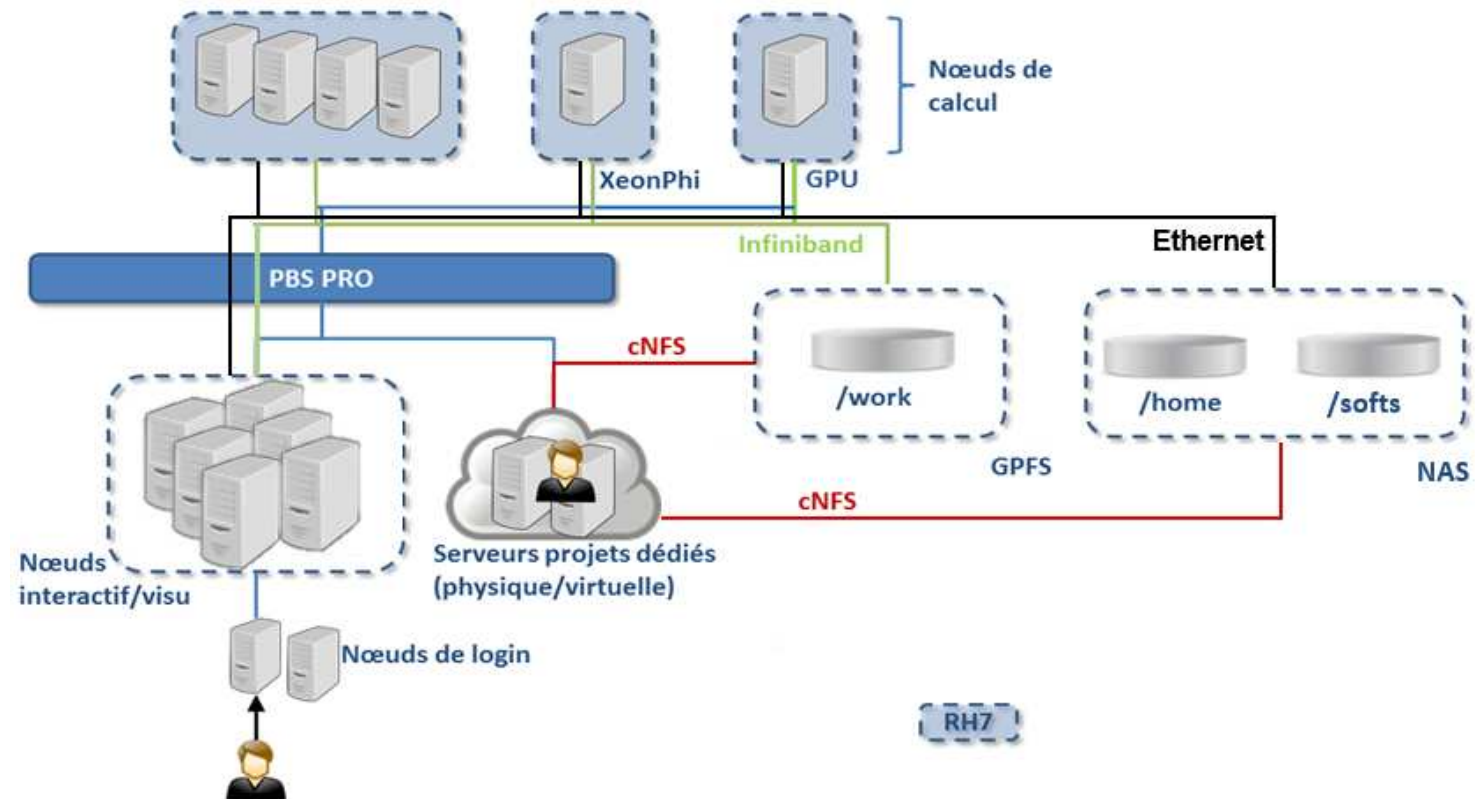 Nœuds de
calcul
XeonPhi
GPU
Infiniband
Ethernet
PBS PRO
cNFS
/work
/home
/softs
GPFS
NAS
cNFS
Serveurs projets dédiés
(physique/virtuelle)
Nœuds
interactif/visu
Nœuds de login
RH7